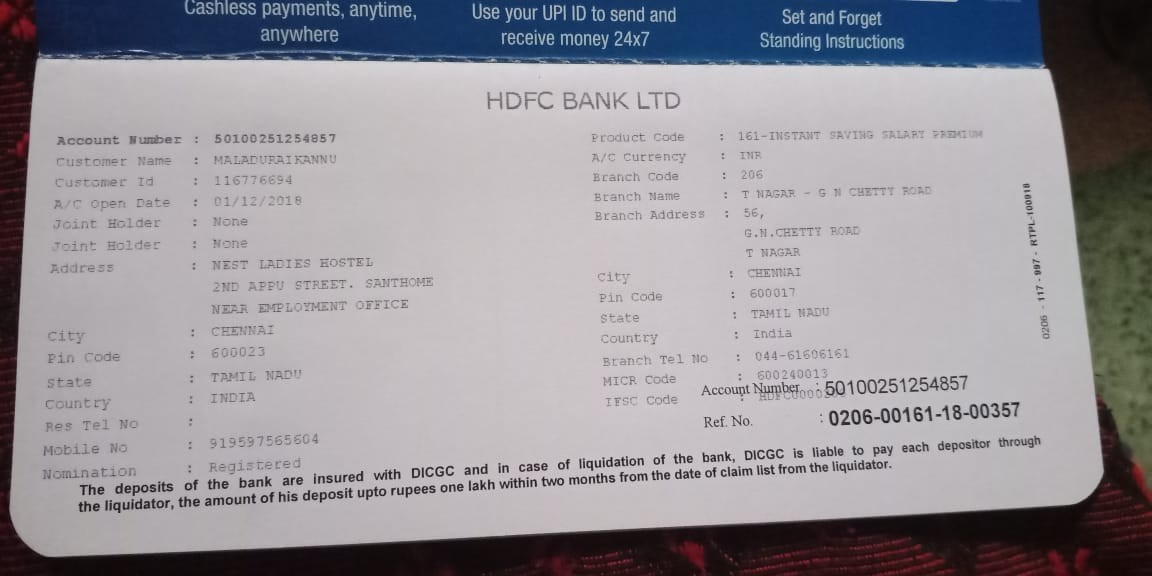 Cashless payments, anytime,
anywhere
Use your UPI ID to send and
receive money 24x7
Set and Forget
Standing Instructions
HDFC BANK LTD
Account Number : 50100251254857
Customer Name : MALADURAIKANNU
Customer Id : 116776694
A/C Open Date : 01/12/2018
Joint Holder : None
Joint Holder : None
Address : NEST LADIES HOSTEL
2ND APPU STREET. SANTHOME
NEAR EMPLOYMENT OFFICE
City : CHENNAI
Pin Code : 600023
State : TAMIL NADU
Country : INDIA
Res Tel No :
Mobile No : 919597565604
Nomination : Registered
Product Code : 161-INSTANT SAVING SALARY PREMIUM
A/C Currency : INR
Branch Code : 206
Branch Name : T NAGAR - G N CHETTY ROAD
Branch Address : 56,
G.N.CHETTY ROAD
T NAGAR
City : CHENNAI
Pin Code : 600017
State : TAMIL NADU
Country : India
Branch Tel No : 044-61606161
MICR Code : 600240013
IFSC Code :
Account Number : 50100251254857
Ref. No. : 0206-00161-18-00357
The deposits of the bank are insured with DICGC and in case of liquidation of the bank, DICGC is liable to pay each depositor through
the liquidator, the amount of his deposit upto rupees one lakh within two months from the date of claim list from the liquidator.
0206 - 117 - 997 - RTPL-100918